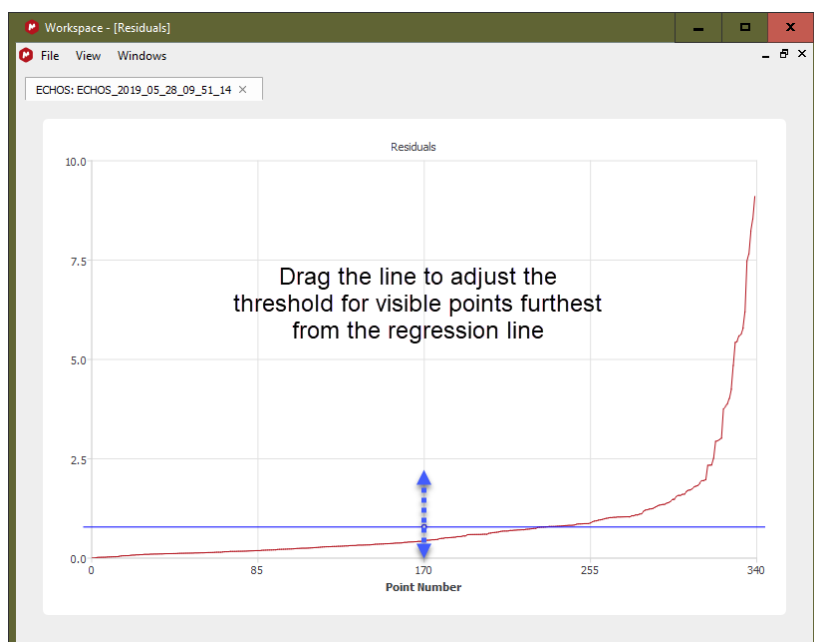 Workspace - [Residuals]
File View Windows
ECHOS: ECHOS_2019_05_28_09_51_14
Residuals
10.0
7.5
5.0
2.5
0.0
Drag the line to adjust the
threshold for visible points furthest
from the regression line
0 85 170 255 340
Point Number